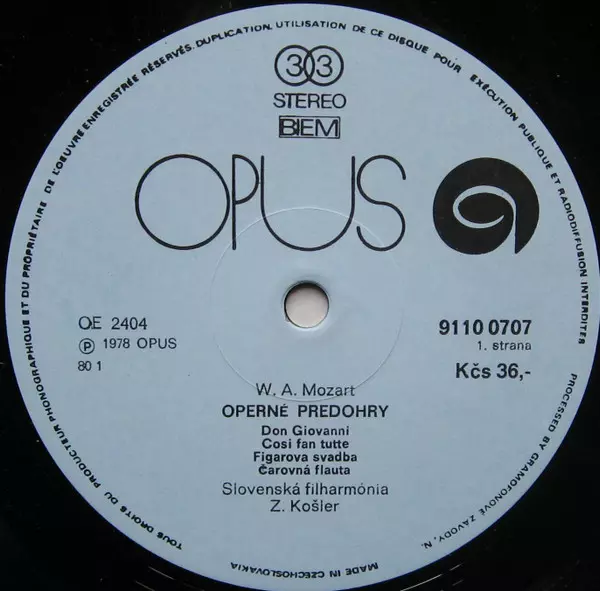 TOUS DROITS DU PRODUCTEUR PHONOGRAPHIQUE ET DU PROPRIÉTAIRE DE L'OEUVRE ENREGISTRÉE RÉSERVÉS. DUPLICATION, UTILISATION DE CE DISQUE POUR EXÉCUTION PUBLIQUE ET RADIODIFFUSION INTERDITES
33
STEREO
BIEM
OPUS
OE 2404
℗ 1978 OPUS
80 1
9110 0707
1. strana
Kčs 36,-
W. A. Mozart
OPERNÉ PREDOHRY
Don Giovanni
Cosi fan tutte
Figarova svadba
Čarovná flauta
Slovenská filharmónia
Z. Košler
PROCESSED BY GRAMOFONOVÉ ZÁVODY, N.
MADE IN CZECHOSLOVAKIA